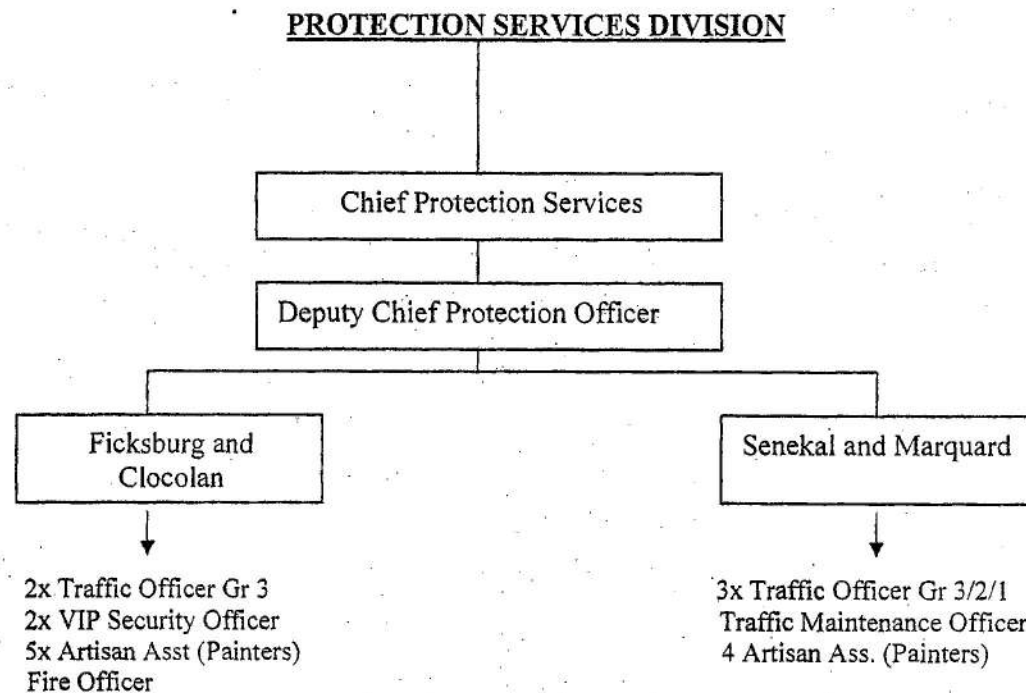 PROTECTION SERVICES DIVISION
Chief Protection Services
Deputy Chief Protection Officer
Ficksburg and
Clocolan
2x Traffic Officer Gr 3
2x VIP Security Officer
5x Artisan Asst (Painters)
Fire Officer
Senekal and Marquard
3x Traffic Officer Gr 3/2/1
Traffic Maintenance Officer
4 Artisan Ass. (Painters)